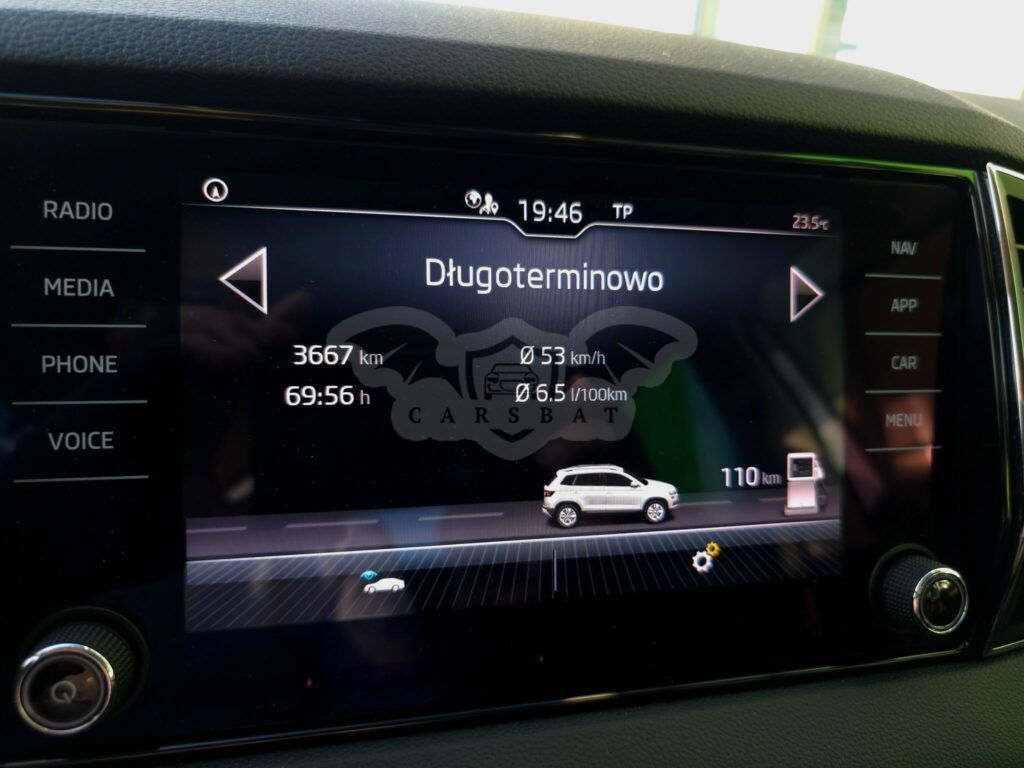 RADIO
MEDIA
PHONE
VOICE
19:46 TP
23.5°C
Długoterminowo
3667 km
69:56 h
Ø 53 km/h
Ø 6.5 l/100km
CARSBAT
110 km
NAV
APP
CAR
MENU